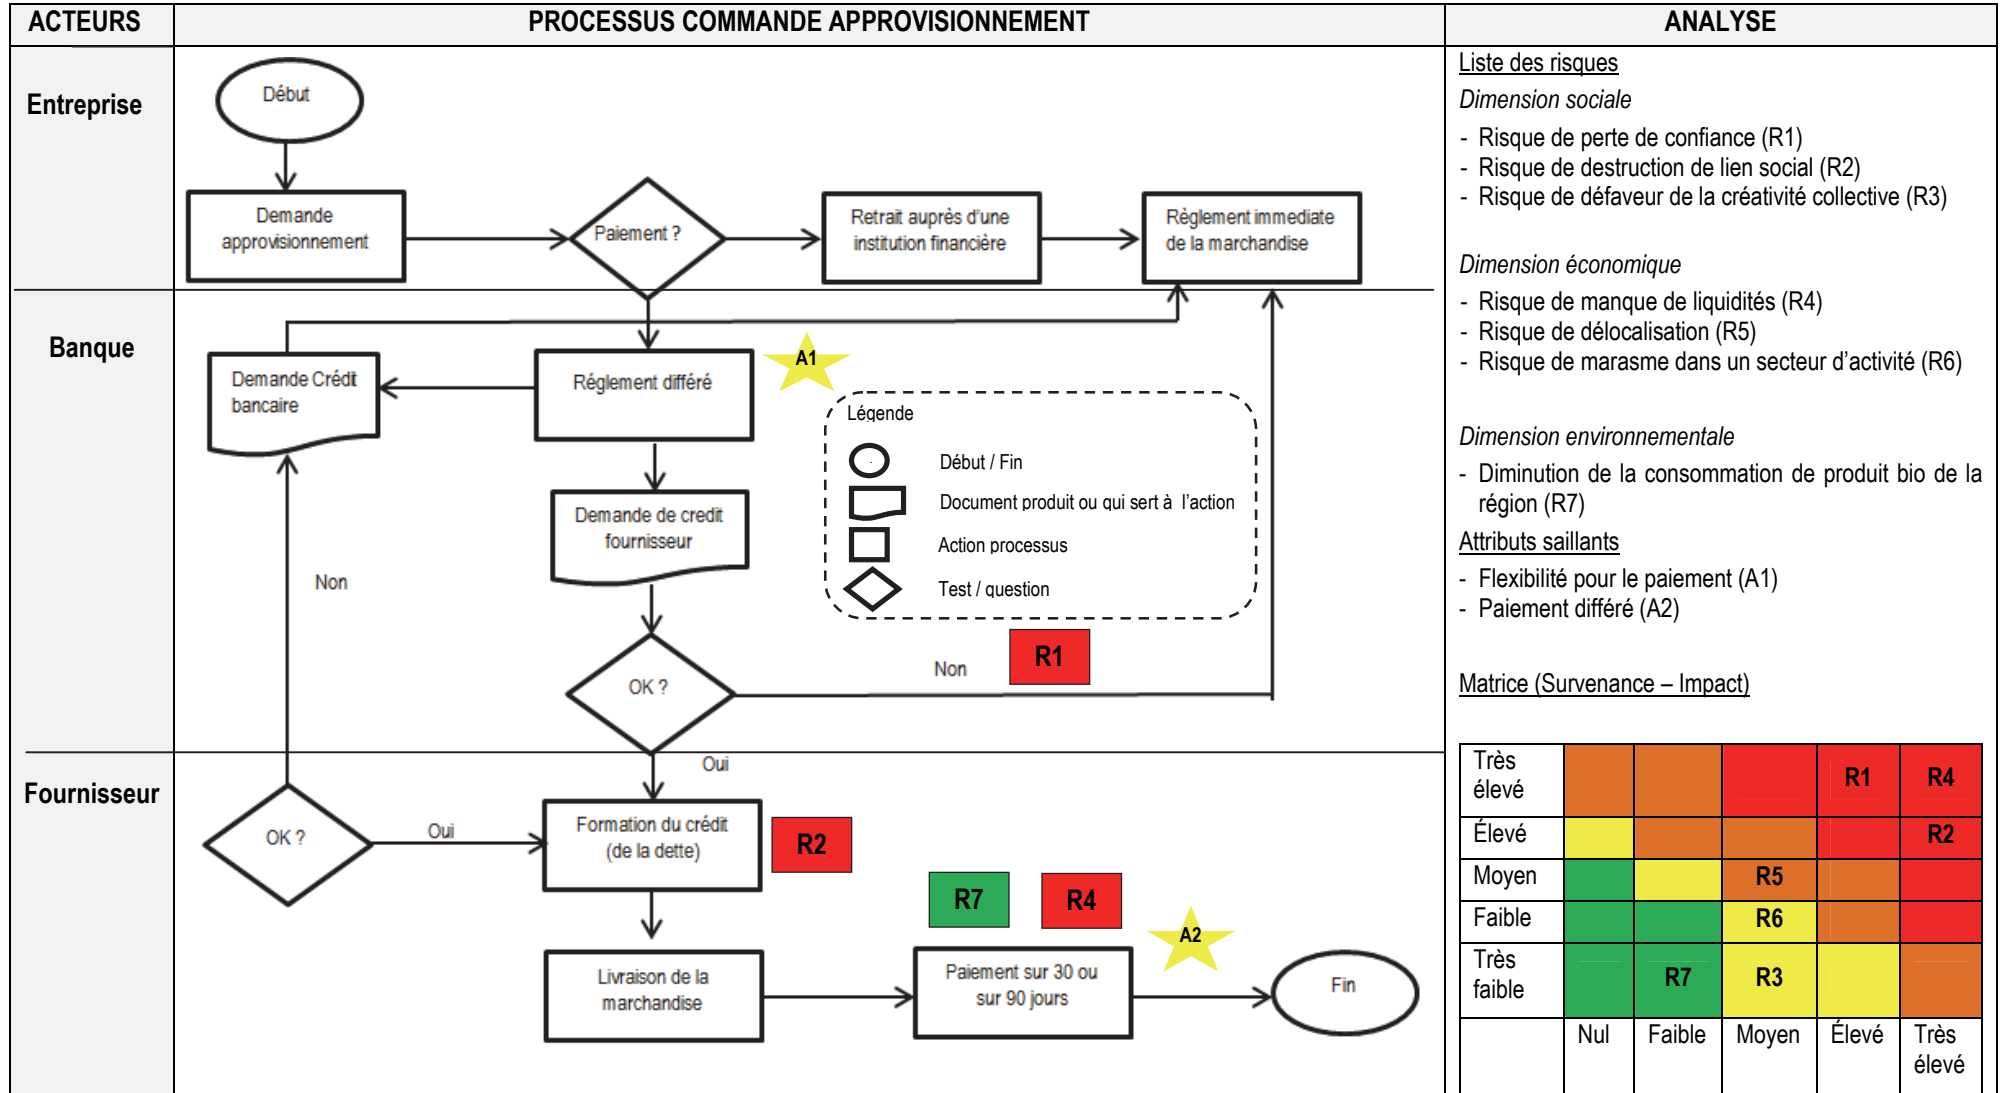 ACTEURS
PROCESSUS COMMANDE APPROVISIONNEMENT
ANALYSE
Entreprise
Début
Demande
approvisionnement
Paiement ?
Retrait auprès d'une
institution financière
Règlement immediate
de la marchandise
Banque
Demande Crédit
bancaire
Réglement différé
A1
Légende
Début / Fin
Document produit ou qui sert à l'action
Action processus
Test / question
Demande de credit
fournisseur
Non
OK ?
Non
R1
Oui
Fournisseur
OK ?
Oui
Formation du crédit
(de la dette)
R2
R7
R4
A2
Livraison de la
marchandise
Paiement sur 30 ou
sur 90 jours
Fin
Liste des risques
Dimension sociale
- Risque de perte de confiance (R1)
- Risque de destruction de lien social (R2)
- Risque de défaveur de la créativité collective (R3)
Dimension économique
- Risque de manque de liquidités (R4)
- Risque de délocalisation (R5)
- Risque de marasme dans un secteur d'activité (R6)
Dimension environnementale
- Diminution de la consommation de produit bio de la
région (R7)
Attributs saillants
- Flexibilité pour le paiement (A1)
- Paiement différé (A2)
Matrice (Survenance – Impact)
Très
élevé
R1
R4
Élevé
R2
Moyen
R5
Faible
R6
Très
faible
R7
R3
Nul
Faible
Moyen
Élevé
Très
élevé